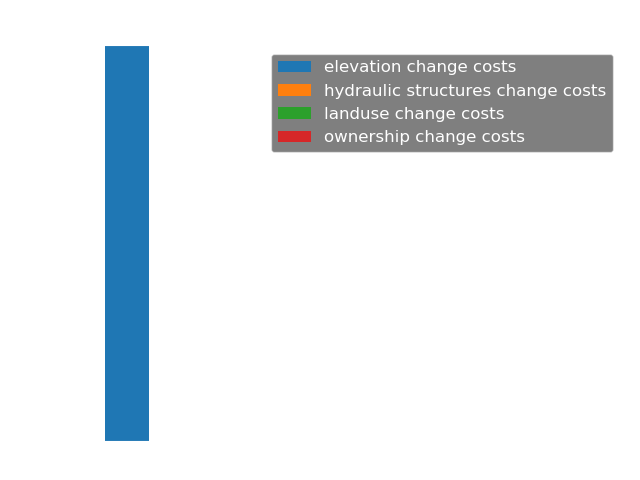 elevation change costs
hydraulic structures change costs
landuse change costs
ownership change costs